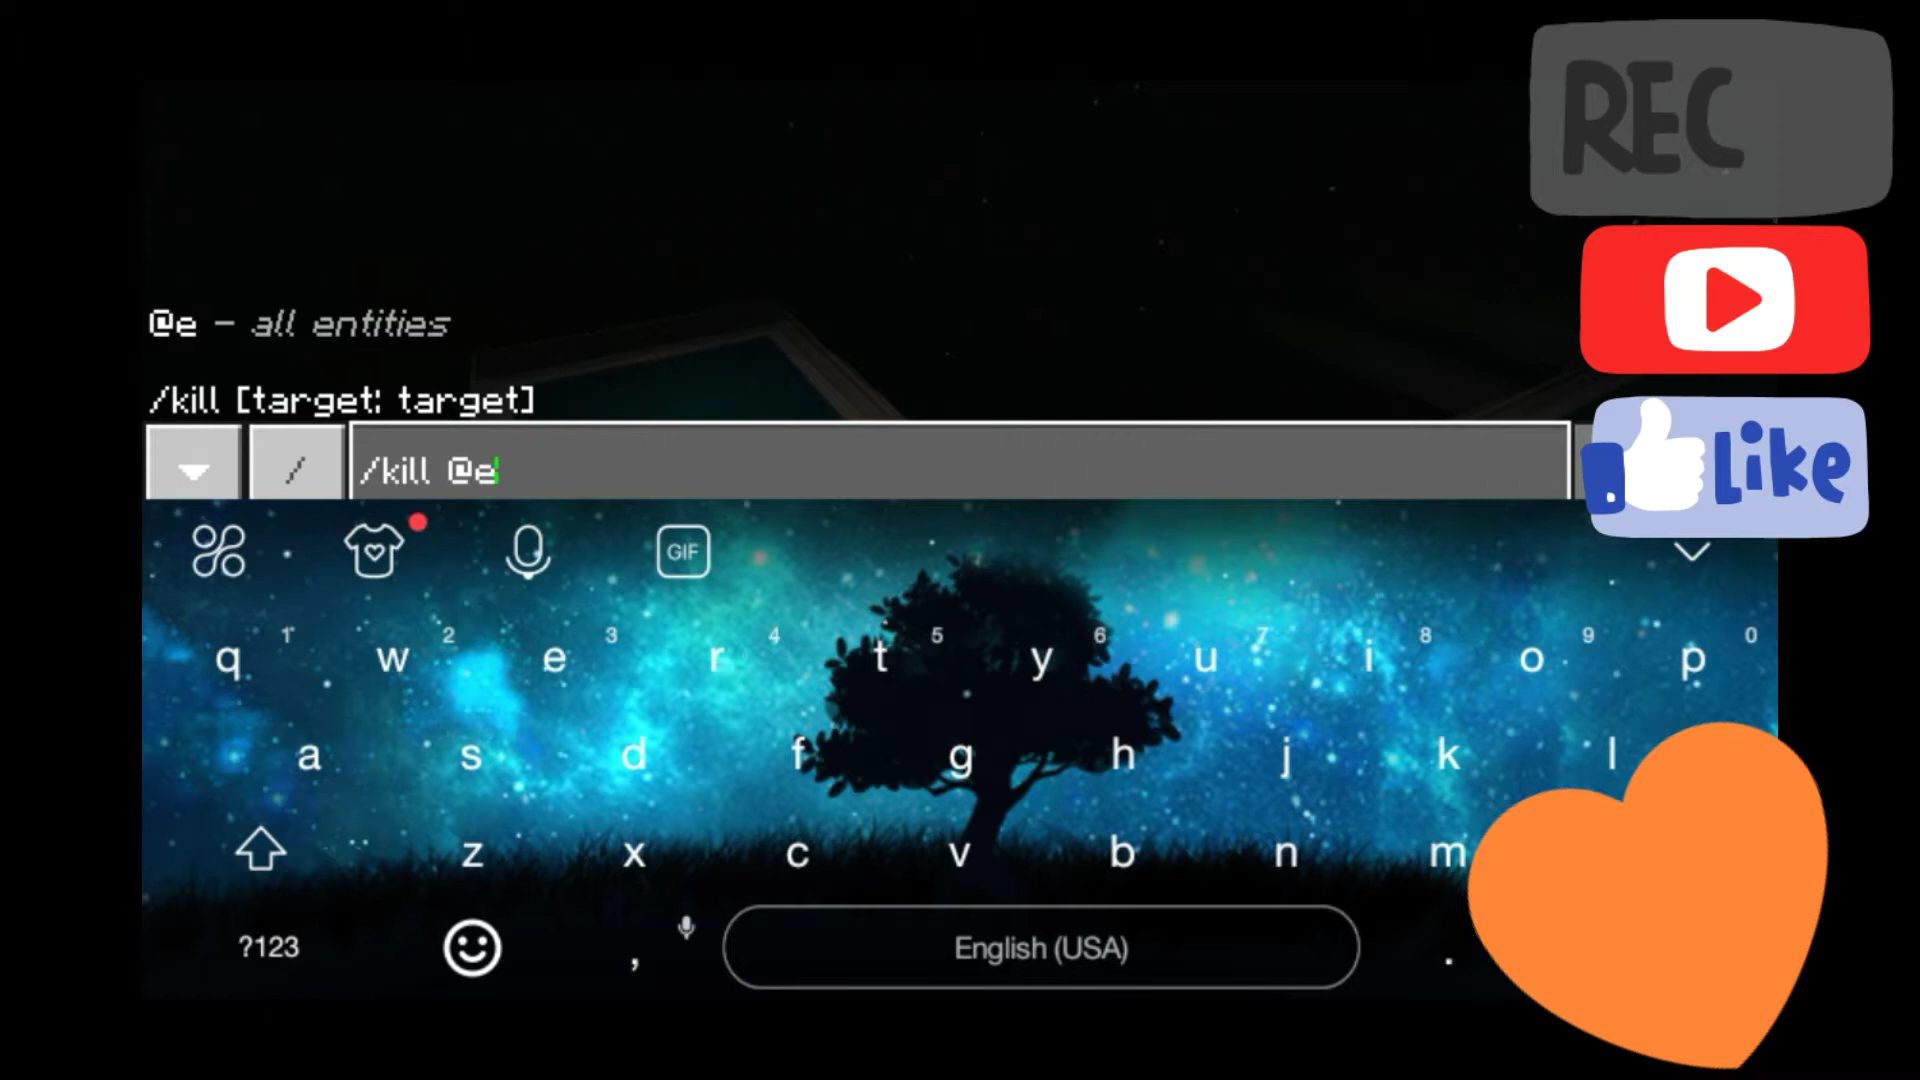 REC
@e – all entities
/kill [target: target]
/ /kill @e
Like
GIF
1 2 3 4 5 6 7 8 9 0
q w e r t y u i o p
a s d f g h j k l
z x c v b n m
?123 , English (USA) .